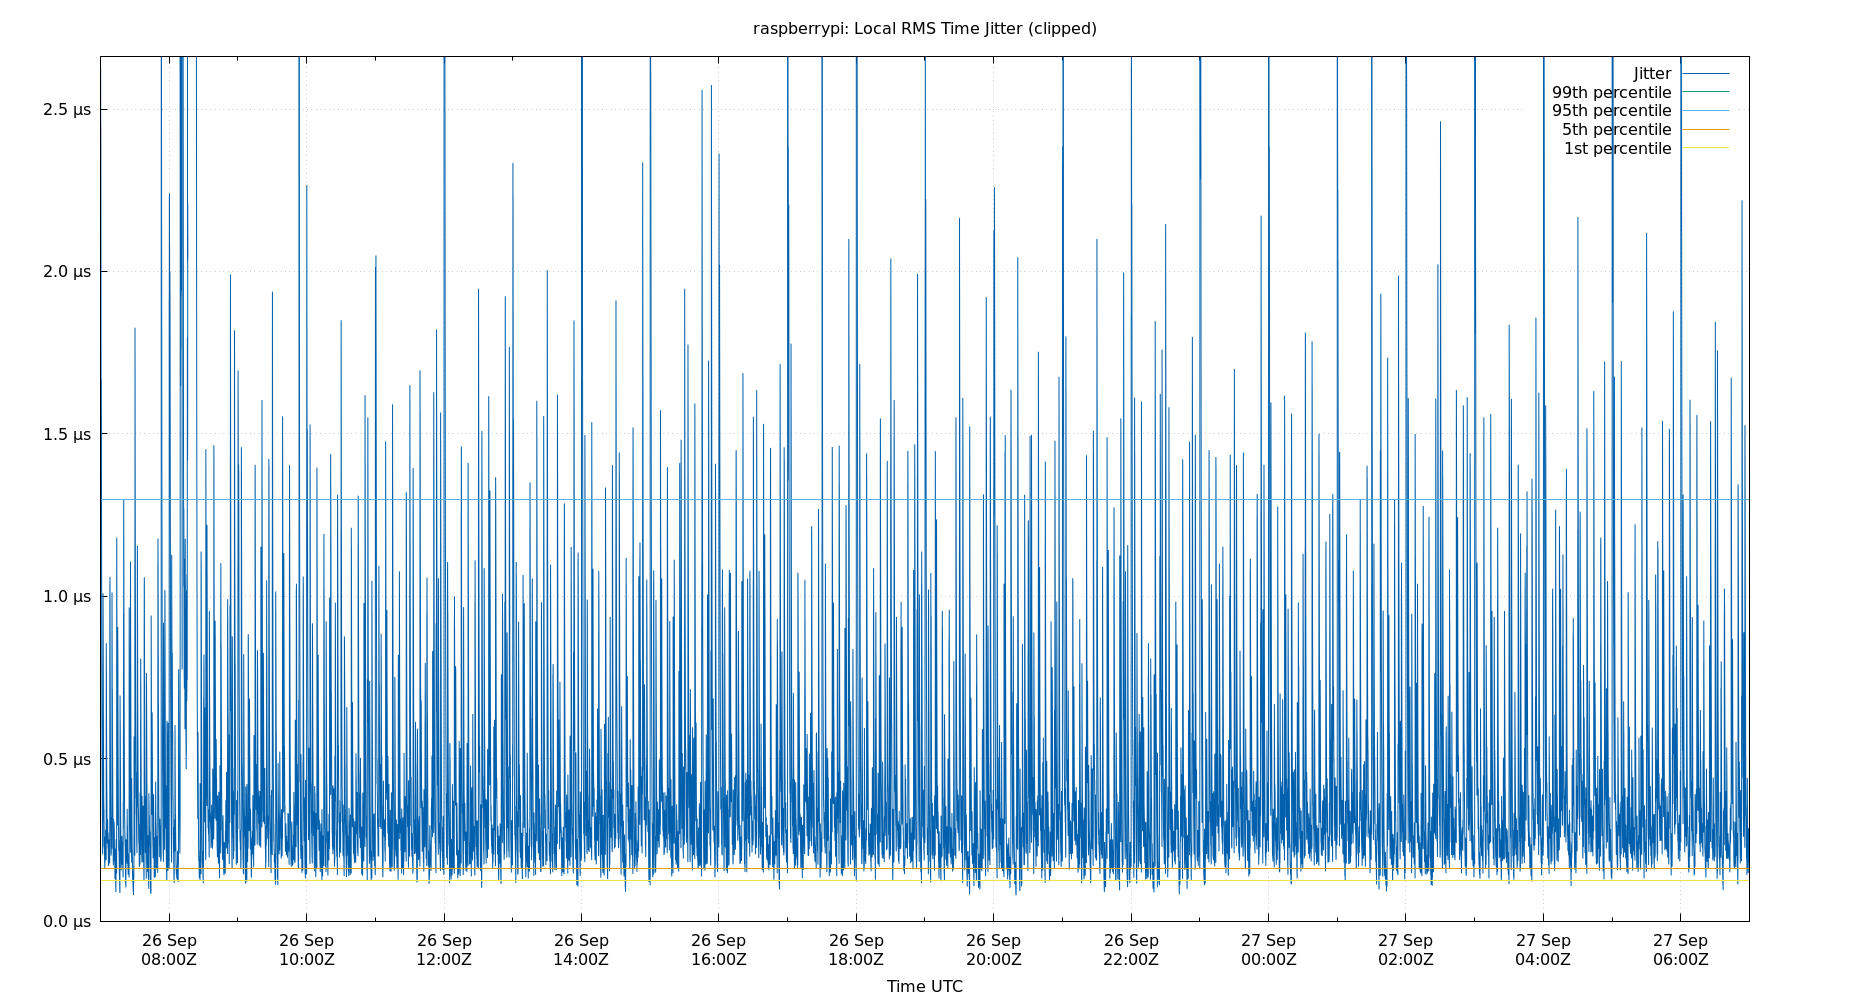 raspberrypi: Local RMS Time Jitter (clipped)
Jitter
99th percentile
95th percentile
5th percentile
1st percentile
2.5 µs
2.0 µs
1.5 µs
1.0 µs
0.5 µs
0.0 µs
26 Sep 26 Sep 26 Sep 26 Sep 26 Sep 26 Sep 26 Sep 26 Sep 27 Sep 27 Sep 27 Sep 27 Sep
08:00Z 10:00Z 12:00Z 14:00Z 16:00Z 18:00Z 20:00Z 22:00Z 00:00Z 02:00Z 04:00Z 06:00Z
Time UTC